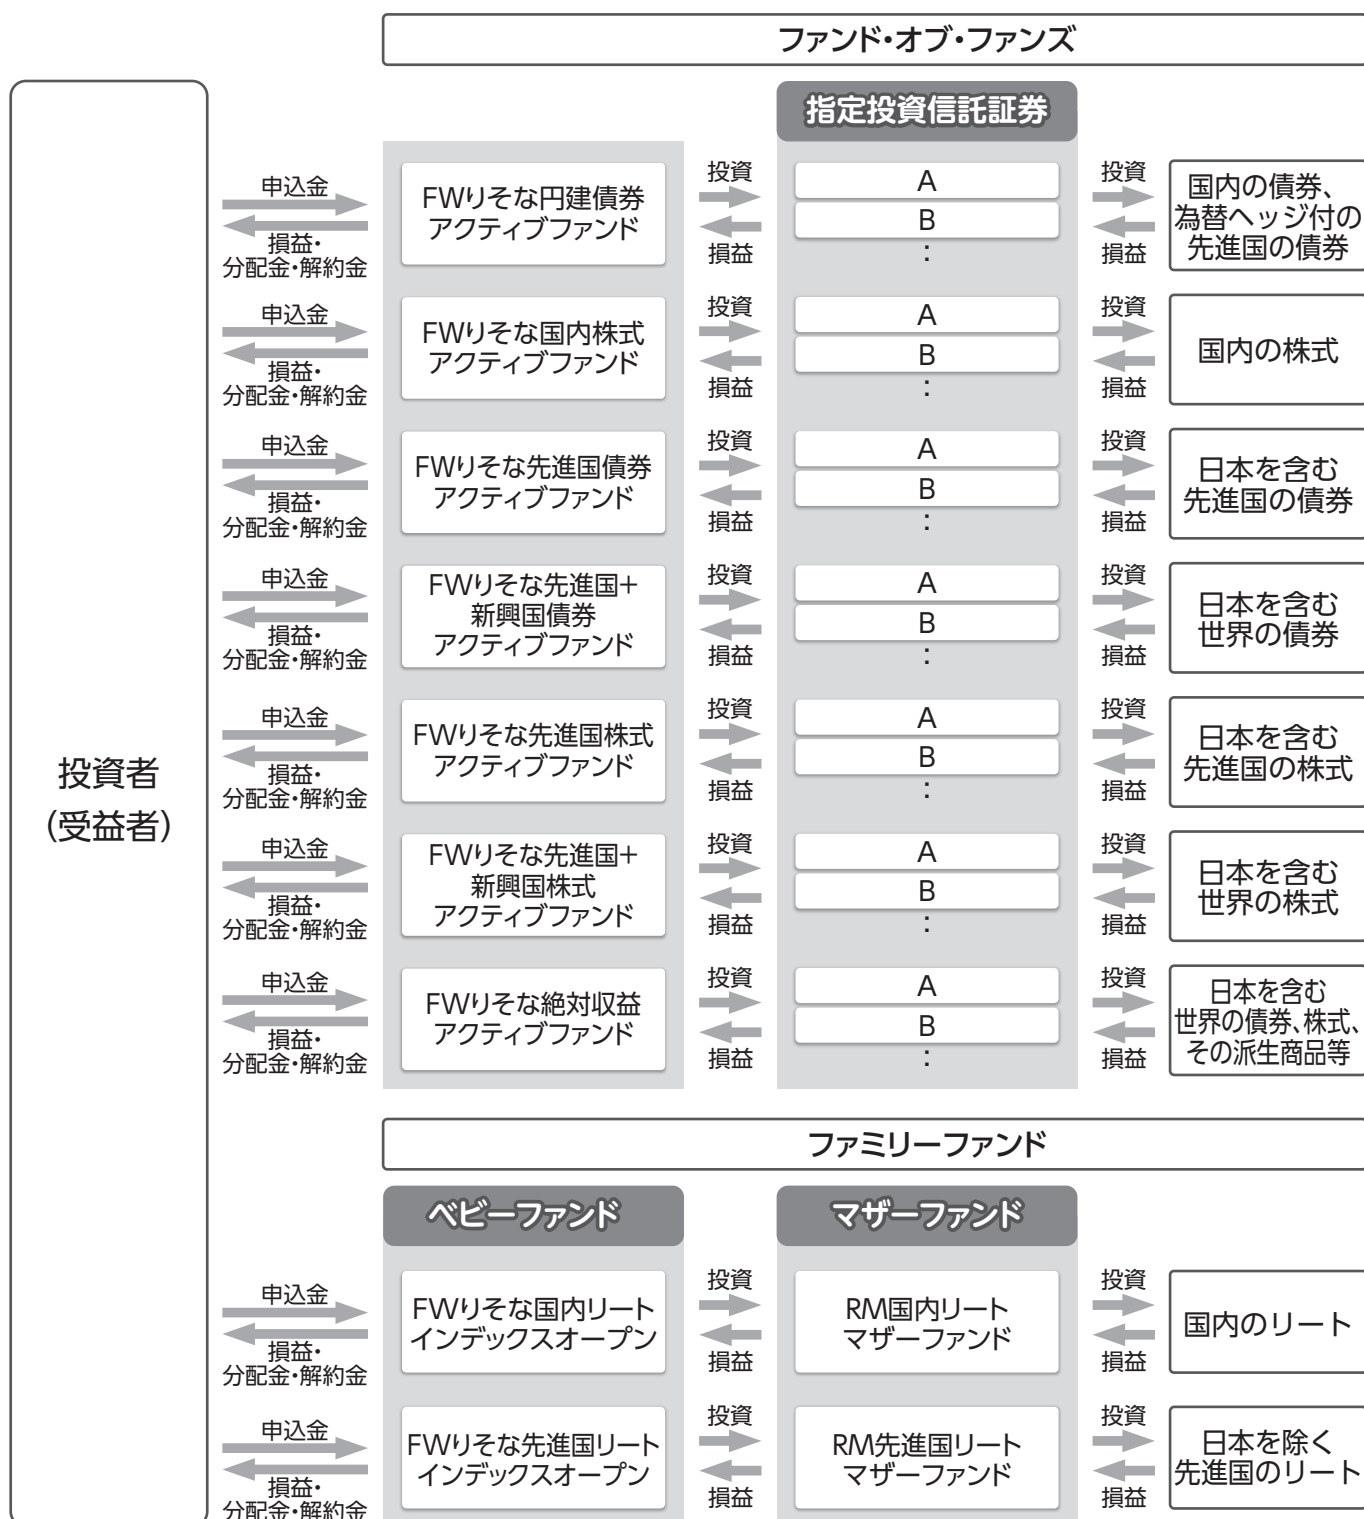 ファンド・オブ・ファンズ
指定投資信託証券
投資者
（受益者）
申込金
損益・
分配金・解約金
FWりそな円建債券
アクティブファンド
投資
損益
A
B
：
投資
損益
国内の債券、
為替ヘッジ付の
先進国の債券
申込金
損益・
分配金・解約金
FWりそな国内株式
アクティブファンド
投資
損益
A
B
：
投資
損益
国内の株式
申込金
損益・
分配金・解約金
FWりそな先進国債券
アクティブファンド
投資
損益
A
B
：
投資
損益
日本を含む
先進国の債券
申込金
損益・
分配金・解約金
FWりそな先進国＋
新興国債券
アクティブファンド
投資
損益
A
B
：
投資
損益
日本を含む
世界の債券
申込金
損益・
分配金・解約金
FWりそな先進国株式
アクティブファンド
投資
損益
A
B
：
投資
損益
日本を含む
先進国の株式
申込金
損益・
分配金・解約金
FWりそな先進国＋
新興国株式
アクティブファンド
投資
損益
A
B
：
投資
損益
日本を含む
世界の株式
申込金
損益・
分配金・解約金
FWりそな絶対収益
アクティブファンド
投資
損益
A
B
：
投資
損益
日本を含む
世界の債券、株式、
その派生商品等
ファミリーファンド
ベビーファンド
マザーファンド
申込金
損益・
分配金・解約金
FWりそな国内リート
インデックスオープン
投資
損益
RM国内リート
マザーファンド
投資
損益
国内のリート
申込金
損益・
分配金・解約金
FWりそな先進国リート
インデックスオープン
投資
損益
RM先進国リート
マザーファンド
投資
損益
日本を除く
先進国のリート